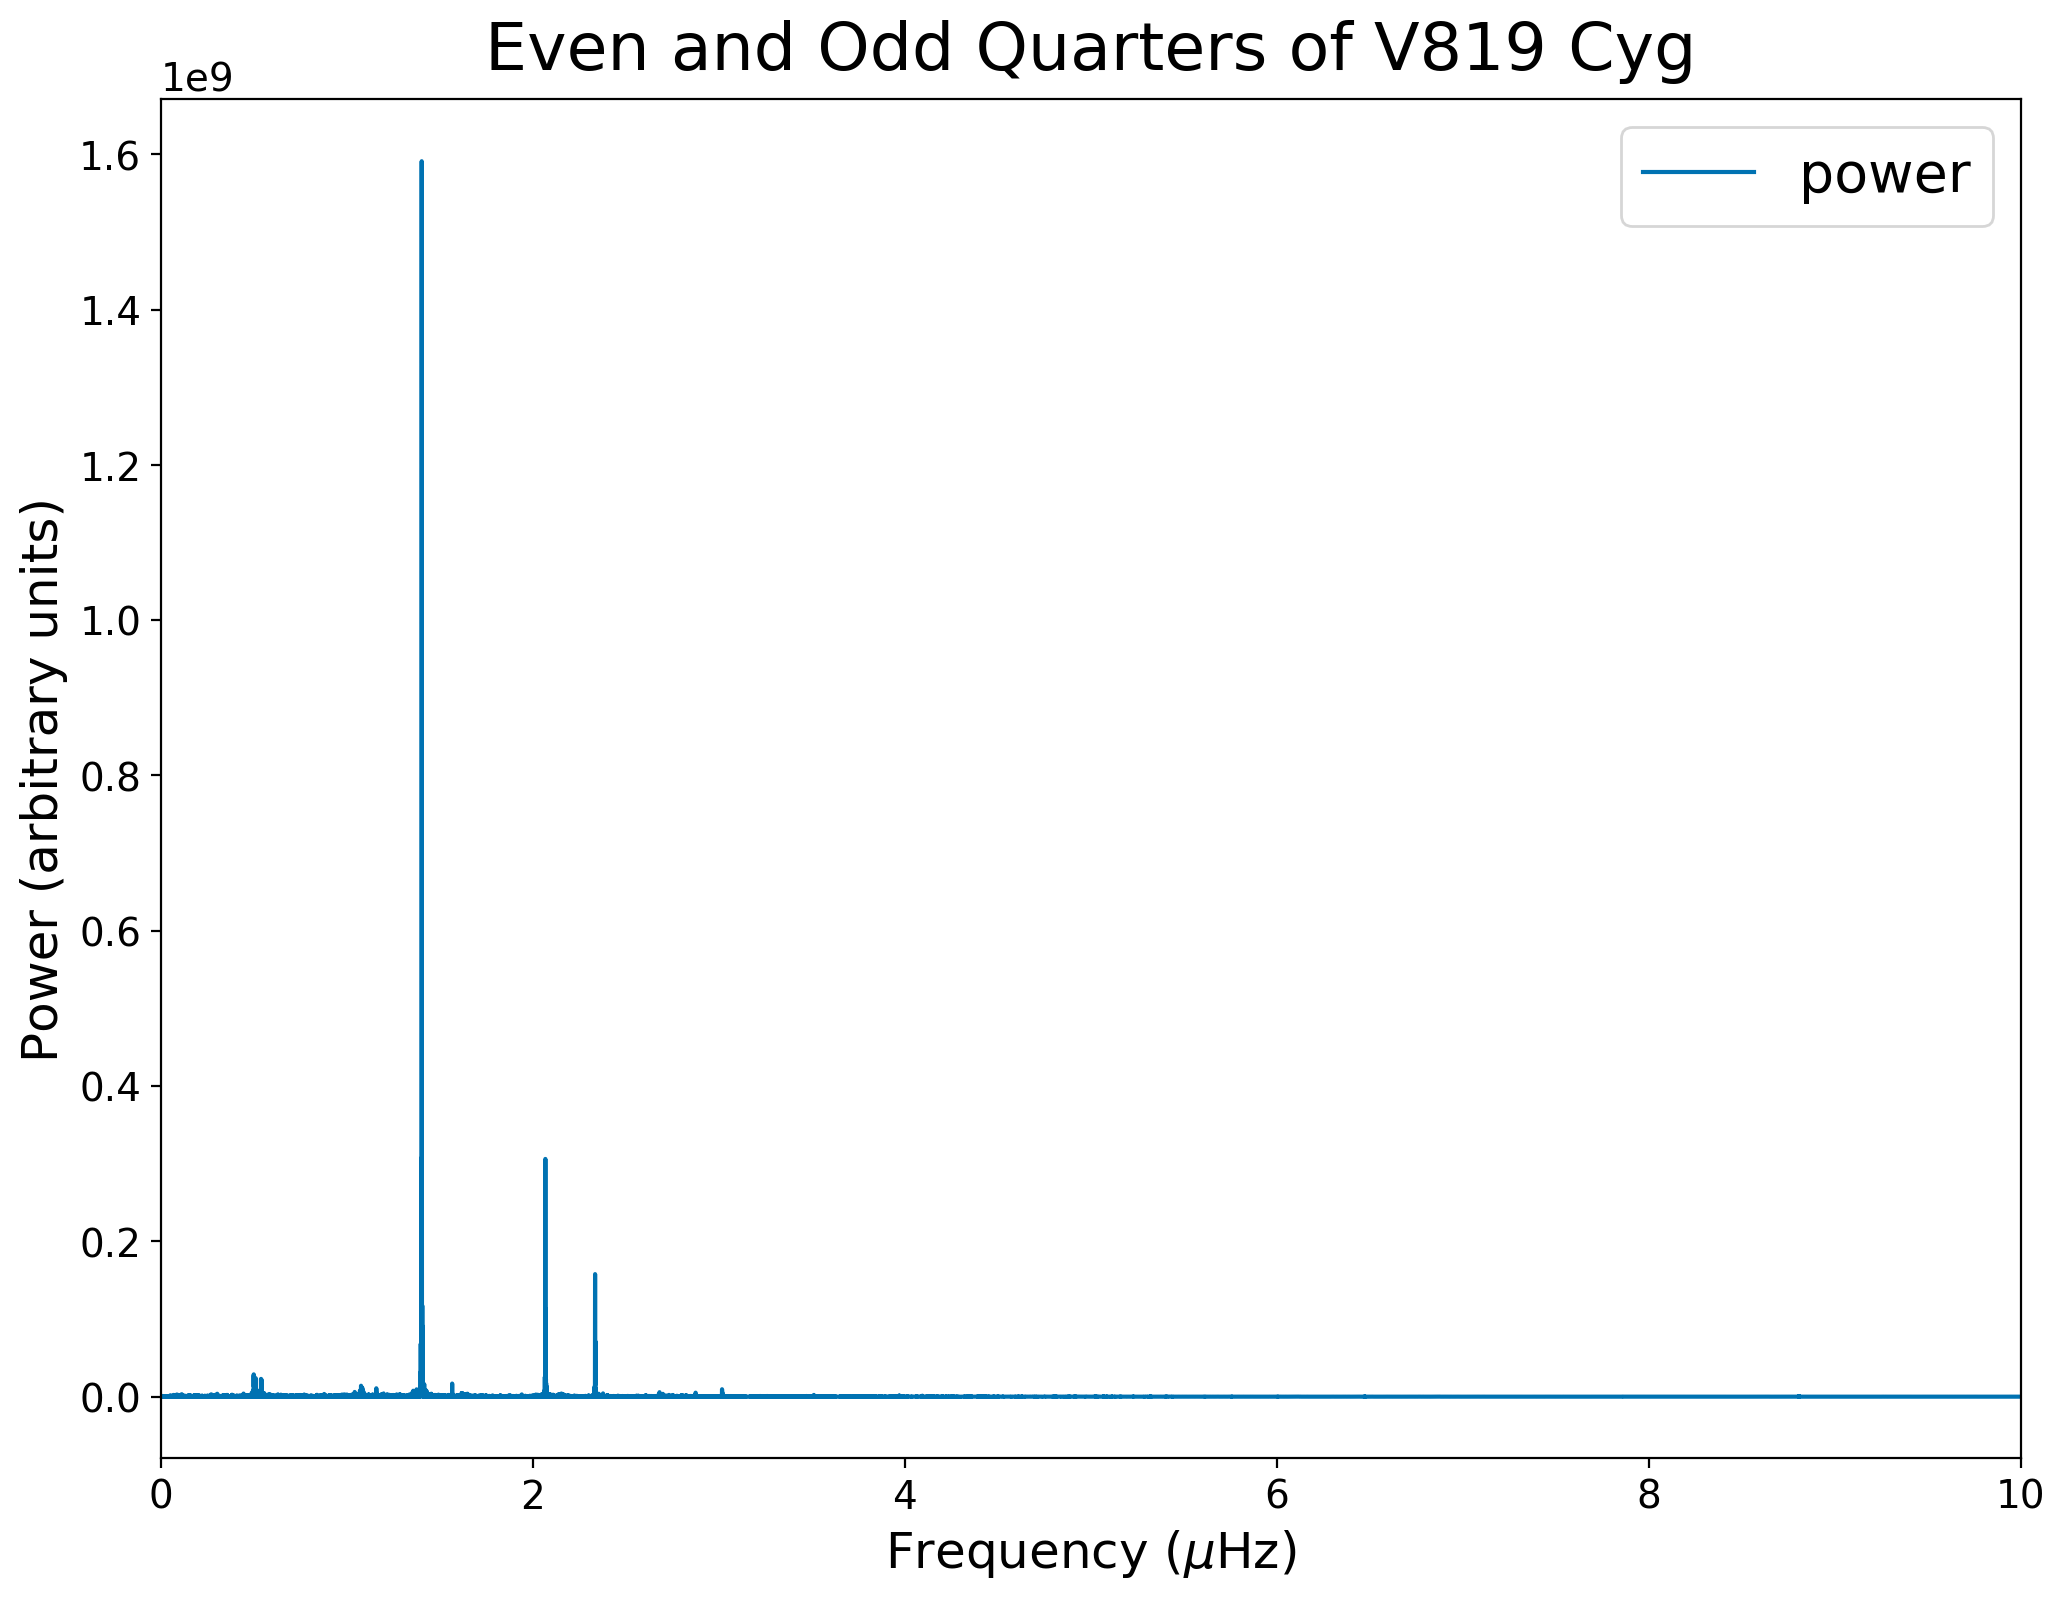 Even and Odd Quarters of V819 Cyg
1e9
power
1.6
1.4
1.2
1.0
0.8
0.6
0.4
0.2
0.0
Power (arbitrary units)
0 2 4 6 8 10
Frequency (μHz)